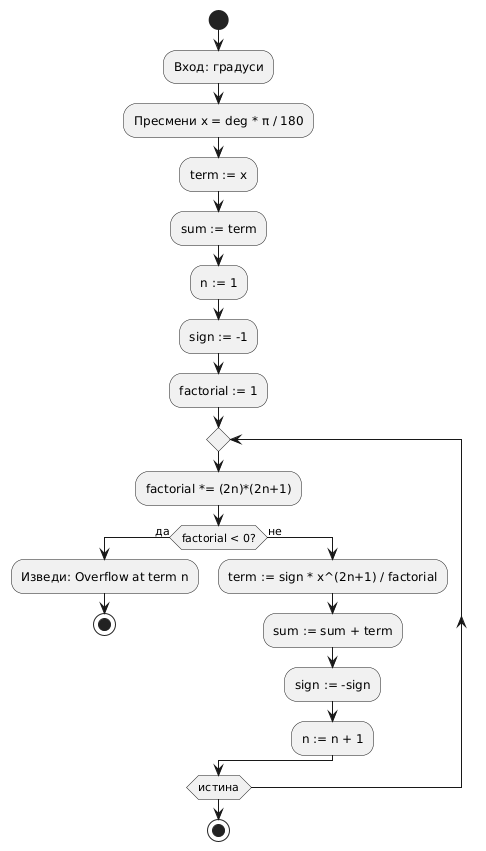 Вход: градуси
Пресмени x = deg * π / 180
term := x
sum := term
n := 1
sign := -1
factorial := 1
factorial *= (2n)*(2n+1)
да
factorial < 0?
не
Изведи: Overflow at term n
term := sign * x^(2n+1) / factorial
sum := sum + term
sign := -sign
n := n + 1
истина